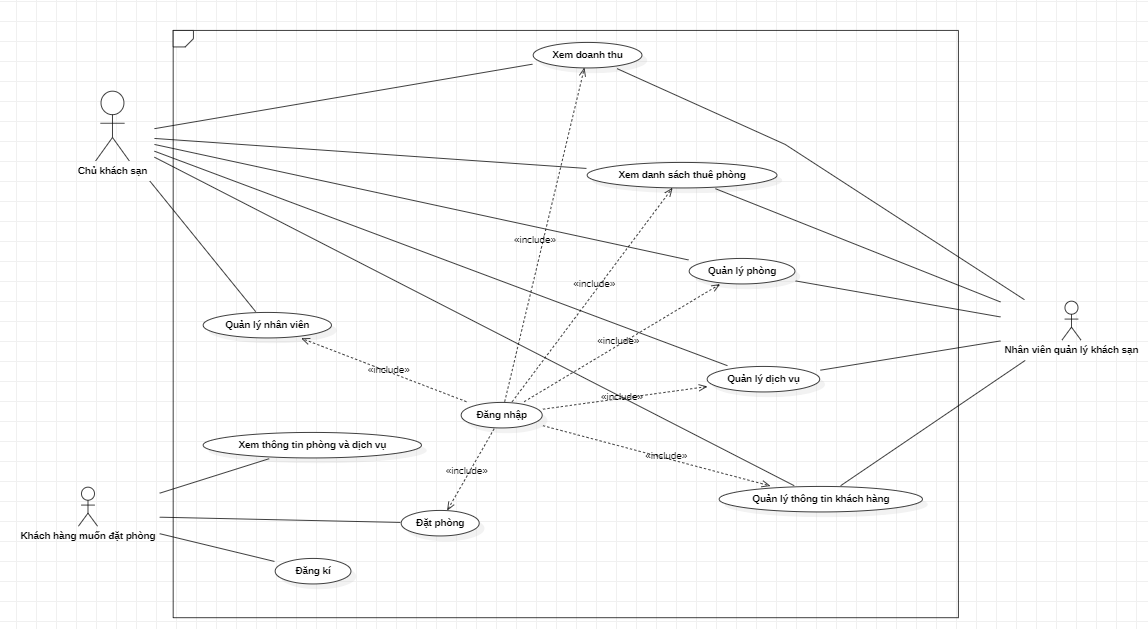 Xem doanh thu
Chủ khách sạn
Xem danh sách thuê phòng
«include»
Quản lý phòng
«include»
Quản lý nhân viên
«include»
Nhân viên quản lý khách sạn
«include»
Quản lý dịch vụ
«include»
Đăng nhập
Xem thông tin phòng và dịch vụ
«include»
«include»
Quản lý thông tin khách hàng
Khách hàng muốn đặt phòng
Đặt phòng
Đăng kí